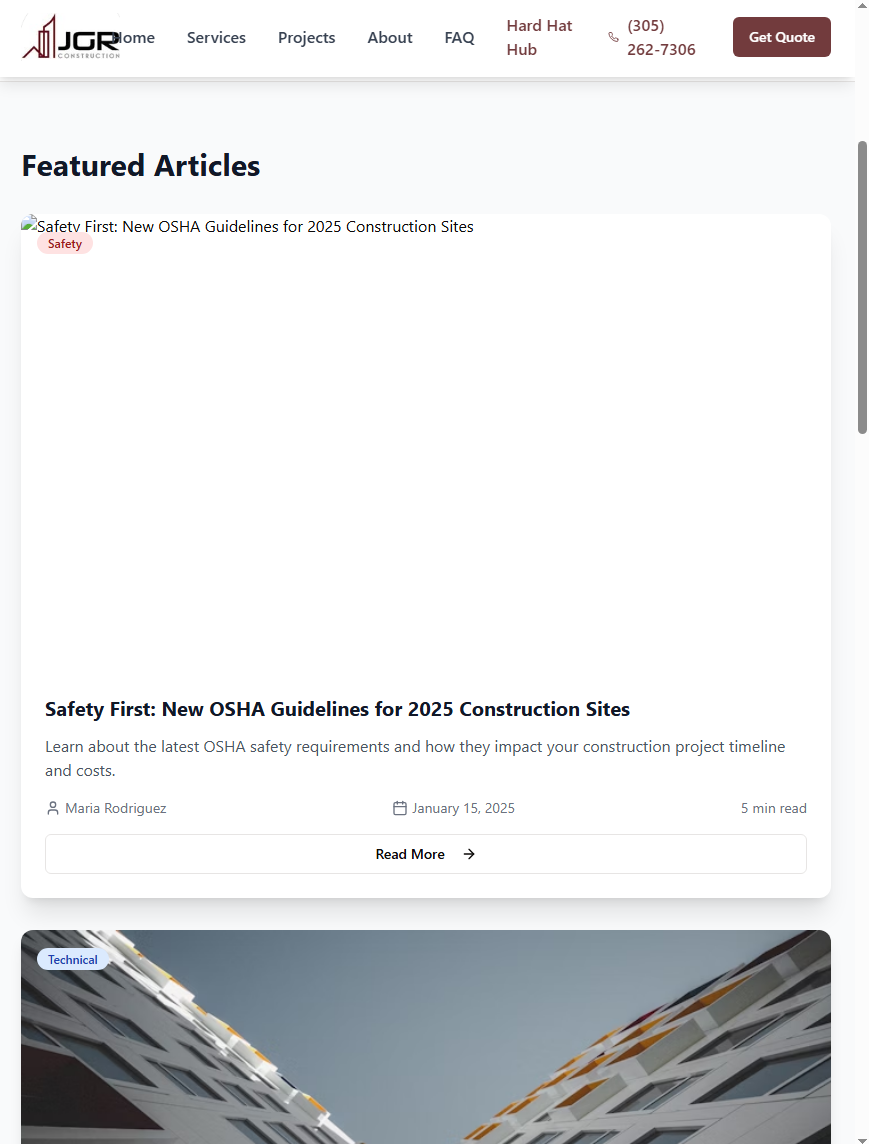 JGR
CONSTRUCTION
Home
Services
Projects
About
FAQ
Hard Hat
Hub
(305)
262-7306
Get Quote
Featured Articles
Safety First: New OSHA Guidelines for 2025 Construction Sites
Safety
Safety First: New OSHA Guidelines for 2025 Construction Sites
Learn about the latest OSHA safety requirements and how they impact your construction project timeline
and costs.
Maria Rodriguez
January 15, 2025
5 min read
Read More
Technical